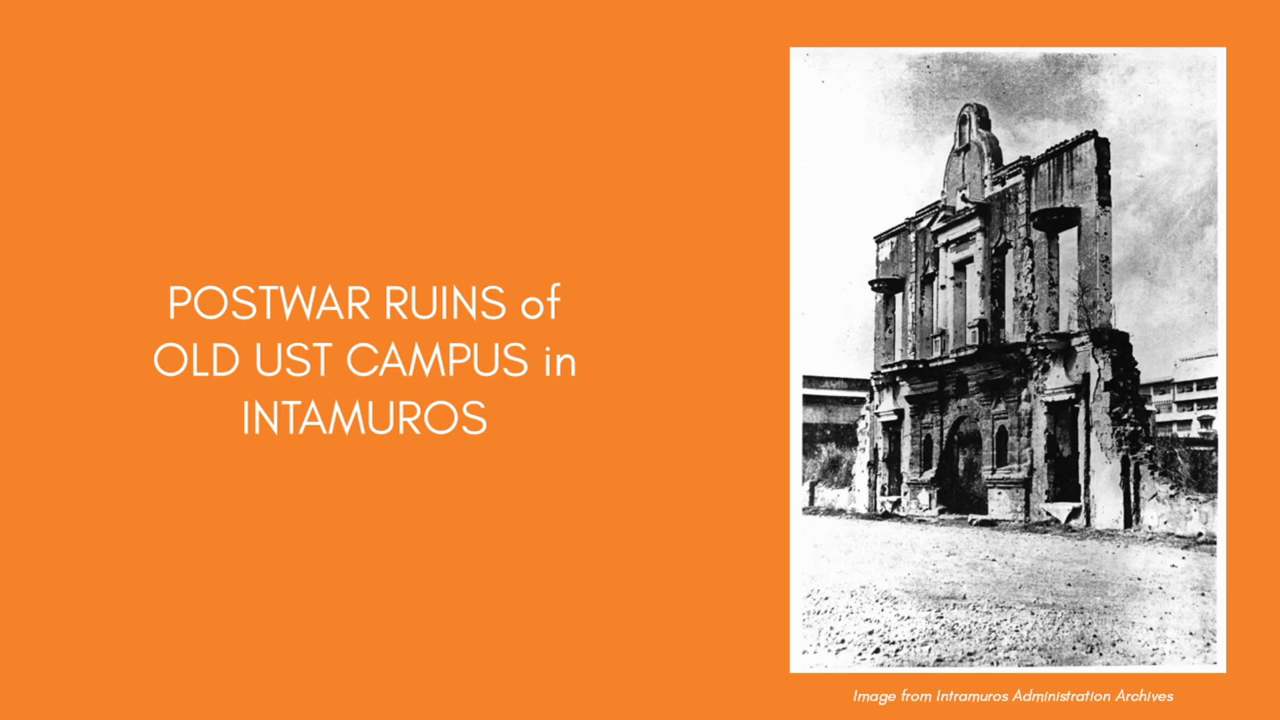 POSTWAR RUINS of
OLD UST CAMPUS in
INTAMUROS
Image from Intramuros Administration Archives